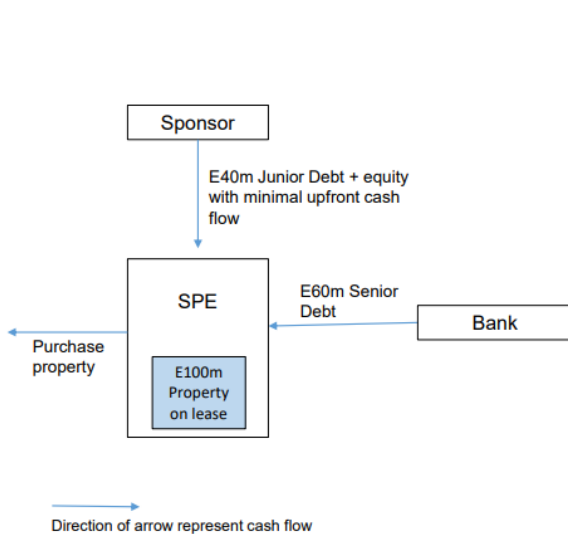 Sponsor
E40m Junior Debt + equity
with minimal upfront cash
flow
SPE
E60m Senior
Debt
Bank
Purchase
property
E100m
Property
on lease
Direction of arrow represent cash flow